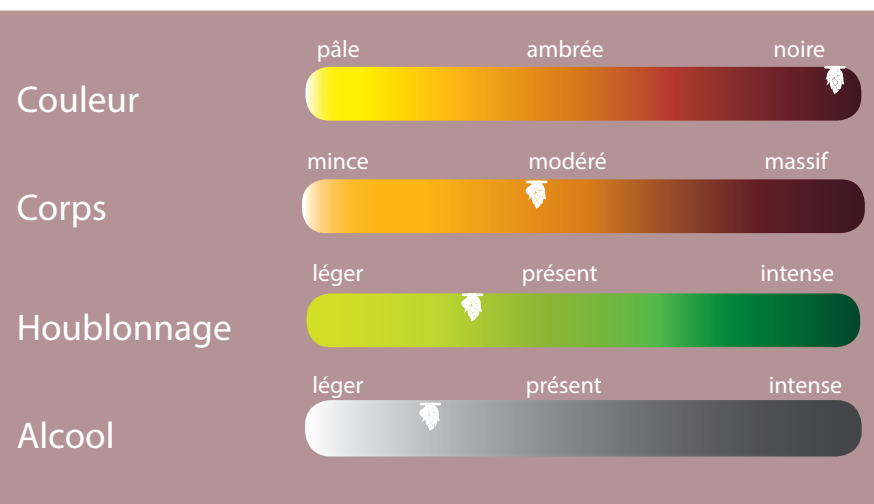 pâle ambrée noire
Couleur
mince modéré massif
Corps
léger présent intense
Houblonnage
léger présent intense
Alcool